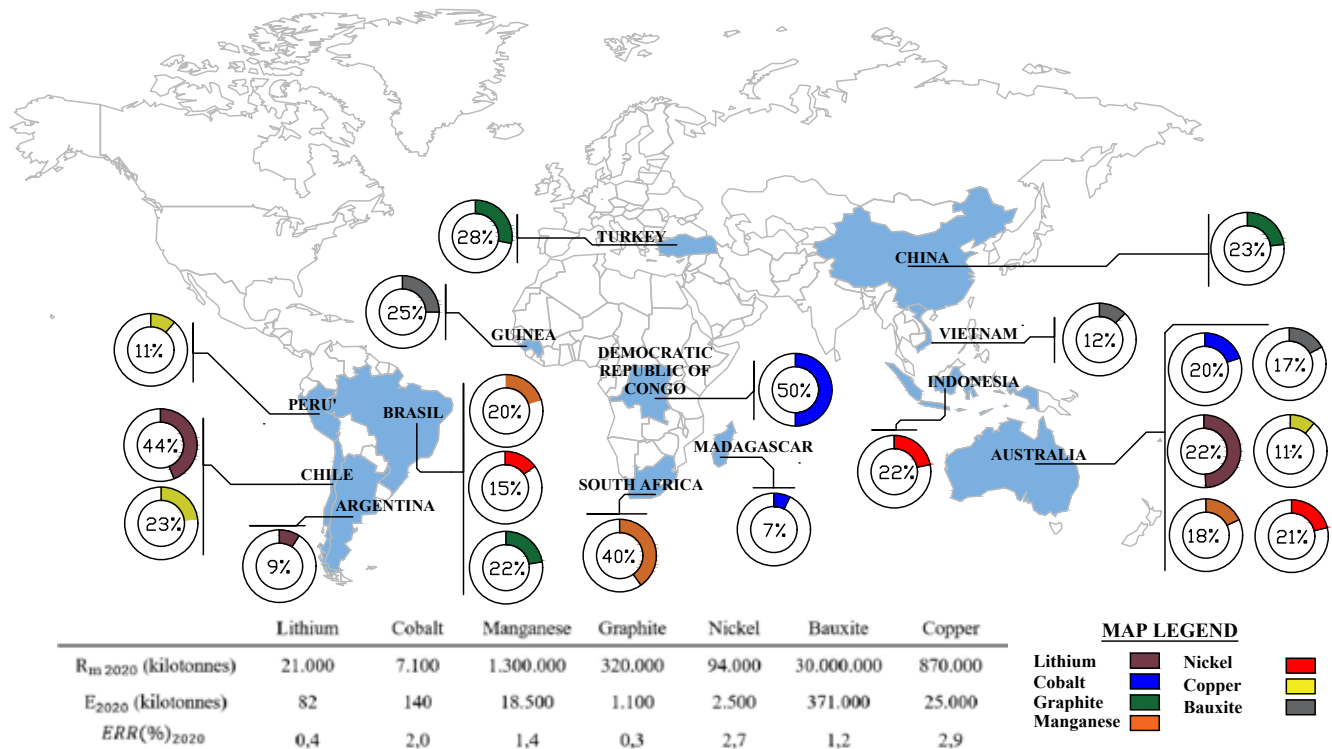 28%
TURKEY
CHINA
23%
25%
GUINEA
VIETNAM
12%
11%
PERU'
DEMOCRATIC
REPUBLIC OF
CONGO
50%
INDONESIA
22%
20%
17%
22%
11%
18%
21%
AUSTRALIA
BRASIL
20%
15%
22%
44%
23%
CHILE
ARGENTINA
9%
MADAGASCAR
7%
SOUTH AFRICA
40%
Lithium Cobalt Manganese Graphite Nickel Bauxite Copper
Rm 2020 (kilotonnes) 21.000 7.100 1.300.000 320.000 94.000 30.000.000 870.000
E2020 (kilotonnes) 82 140 18.500 1.100 2.500 371.000 25.000
ERR(%)2020 0,4 2,0 1,4 0,3 2,7 1,2 2,9
MAP LEGEND
Lithium Nickel
Cobalt Copper
Graphite Bauxite
Manganese